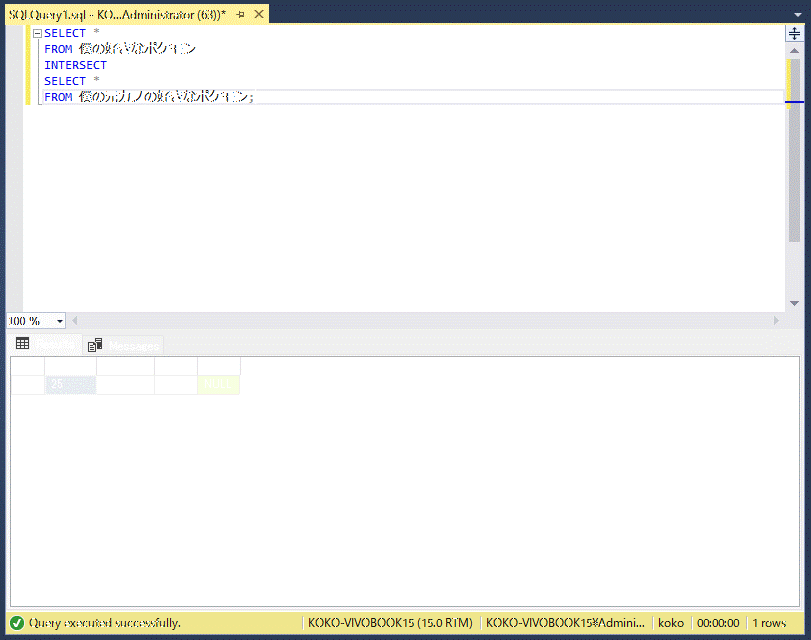 SQLQuery1.sql - KO...Administrator (63))*
SELECT *
FROM 僕の好きなポケモン
INTERSECT
SELECT *
FROM 僕の元カノの好きなポケモン;
100 %
Results
Messages
25
NULL
Query executed successfully.
KOKO-VIVOBOOK15 (15.0 RTM)
KOKO-VIVOBOOK15¥Admini...
koko
00:00:00
1 rows